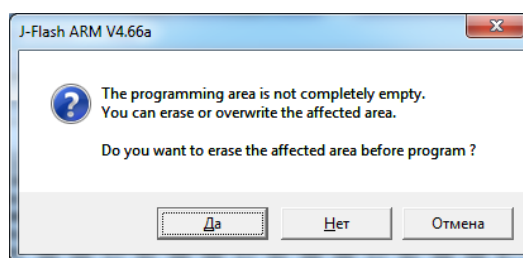 J-Flash ARM V4.66a
The programming area is not completely empty.
You can erase or overwrite the affected area.
Do you want to erase the affected area before program ?
Да
Нет
Отмена